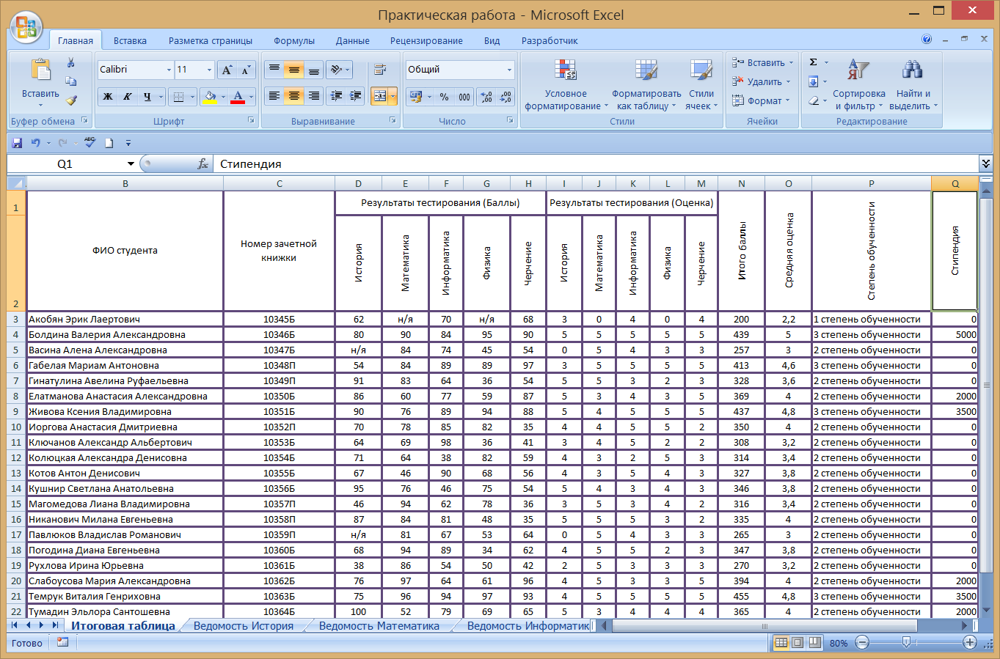 Практическая работа - Microsoft Excel
Главная Вставка Разметка страницы Формулы Данные Рецензирование Вид Разработчик
Вставить
Буфер обмена
Calibri 11
Ж К Ч
Шрифт
Выравнивание
Общий
% 000
Число
Условное форматирование
Форматировать как таблицу
Стили ячеек
Стили
Вставить
Удалить
Формат
Ячейки
Σ
Сортировка и фильтр
Найти и выделить
Редактирование
Q1 fx Стипендия
B C D E F G H I J K L M N O P Q
1 ФИО студента Номер зачетной книжки Результаты тестирования (Баллы) Результаты тестирования (Оценка) Итого баллы Средняя оценка Степень обученности Стипендия
2 История Математика Информатика Физика Черчение История Математика Информатика Физика Черчение
3 Акобян Эрик Лаертович 10345Б 62 н/я 70 н/я 68 3 0 4 0 4 200 2,2 1 степень обученности 0
4 Болдина Валерия Александровна 10346Б 80 90 84 95 90 5 5 5 5 5 439 5 3 степень обученности 5000
5 Васина Алена Александровна 10347Б н/я 84 74 45 54 0 5 4 3 3 257 3 2 степень обученности 0
6 Габелая Мариам Антоновна 10348П 54 84 89 89 97 3 5 5 5 5 413 4,6 3 степень обученности 0
7 Гинатулина Авелина Руфаельевна 10349П 91 83 64 36 54 5 5 3 2 3 328 3,6 2 степень обученности 0
8 Елатманова Анастасия Александровна 10350Б 86 60 77 59 87 5 3 4 3 5 369 4 2 степень обученности 2000
9 Живова Ксения Владимировна 10351Б 90 76 89 94 88 5 4 5 5 5 437 4,8 3 степень обученности 3500
10 Иоргова Анастасия Дмитриевна 10352П 70 78 85 82 35 4 4 5 5 2 350 4 2 степень обученности 0
11 Ключанов Александр Альбертович 10353Б 64 69 98 36 41 3 4 5 2 2 308 3,2 2 степень обученности 0
12 Колюцкая Александра Денисовна 10354Б 71 64 38 82 59 4 3 2 5 3 314 3,4 2 степень обученности 0
13 Котов Антон Денисович 10355Б 67 46 90 68 56 4 3 5 4 3 327 3,8 2 степень обученности 0
14 Кушнир Светлана Анатольевна 10356Б 95 76 46 75 54 5 4 3 4 3 346 3,8 2 степень обученности 0
15 Магомедова Лиана Владимировна 10357П 46 94 62 78 36 3 5 3 4 2 316 3,4 2 степень обученности 0
16 Никанович Милана Евгеньевна 10358П 87 84 81 48 35 5 5 5 3 2 335 4 2 степень обученности 0
17 Павлюков Владислав Романович 10359П н/я 81 67 53 64 0 5 4 3 3 265 3 2 степень обученности 0
18 Погодина Диана Евгеньевна 10360Б 68 94 89 34 62 4 5 5 2 3 347 3,8 2 степень обученности 0
19 Рухлова Ирина Юрьевна 10361Б 38 86 54 50 42 2 5 3 3 3 270 3,2 2 степень обученности 0
20 Слабоусова Мария Александровна 10362Б 76 97 64 61 96 4 5 3 3 5 394 4 2 степень обученности 2000
21 Темрук Виталия Генриховна 10363Б 75 96 94 97 93 4 5 5 5 5 455 4,8 3 степень обученности 3500
22 Тумадин Эльлора Сантошевна 10364Б 100 52 79 69 65 5 3 4 4 4 365 4 2 степень обученности 2000
Итоговая таблица Ведомость История Ведомость Математика Ведомость Информатик
Готово 80%